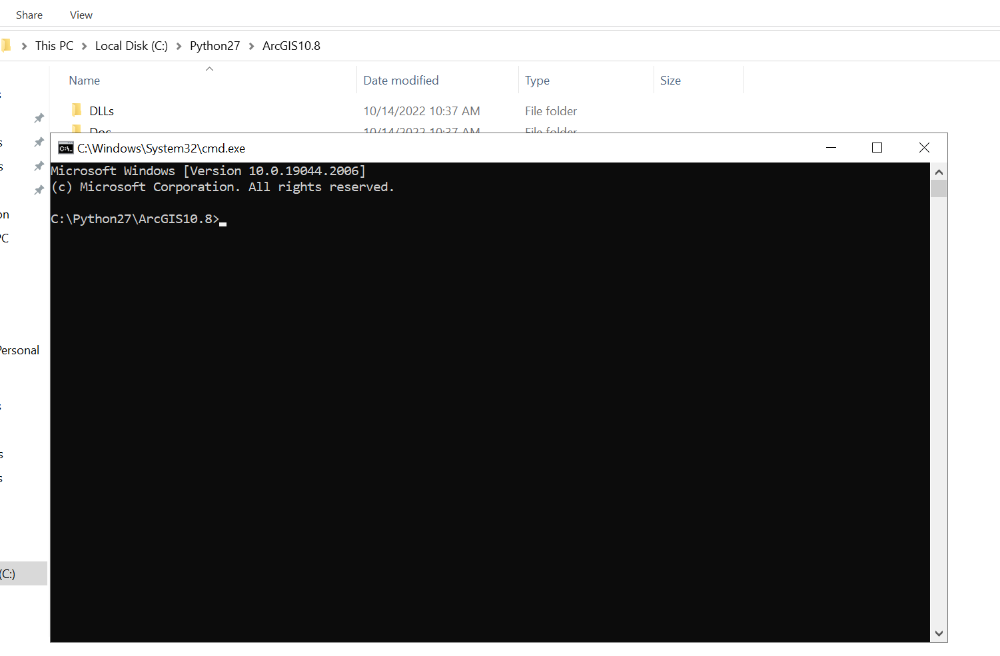 Share View
This PC Local Disk (C:) Python27 ArcGIS10.8
Name Date modified Type Size
DLLs 10/14/2022 10:37 AM File folder
Doc 10/14/2022 10:37 AM File folder
C:\Windows\System32\cmd.exe
Microsoft Windows [Version 10.0.19044.2006]
(c) Microsoft Corporation. All rights reserved.
C:\Python27\ArcGIS10.8>
Personal
(C:)